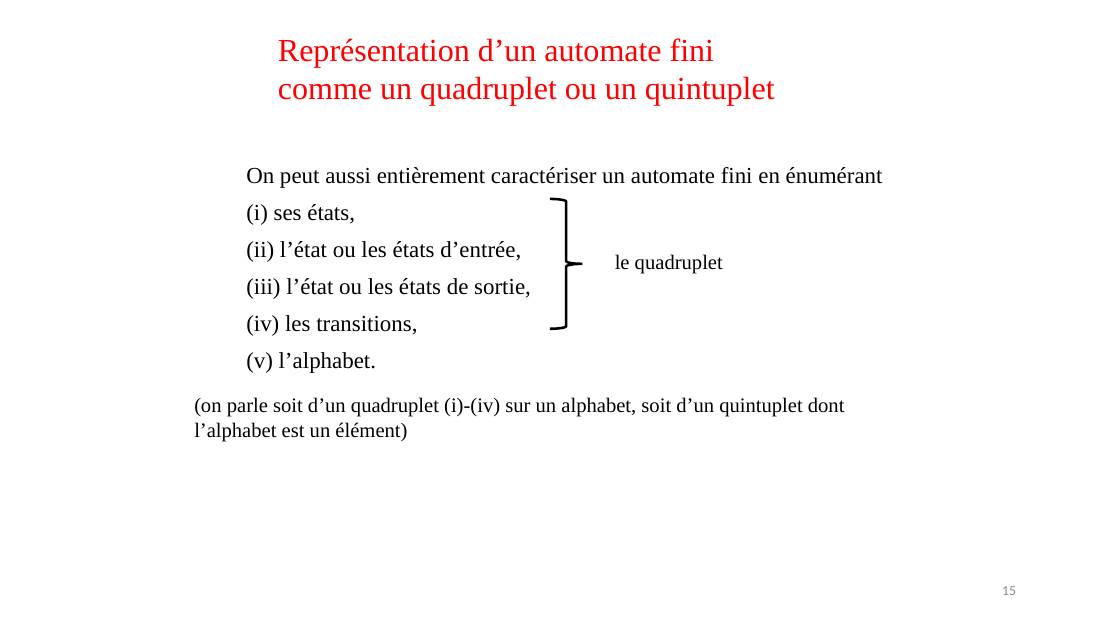 Représentation d’un automate fini
comme un quadruplet ou un quintuplet
On peut aussi entièrement caractériser un automate fini en énumérant
(i) ses états,
(ii) l’état ou les états d’entrée,
(iii) l’état ou les états de sortie,
(iv) les transitions,
(v) l’alphabet.
le quadruplet
(on parle soit d’un quadruplet (i)-(iv) sur un alphabet, soit d’un quintuplet dont
l’alphabet est un élément)
15